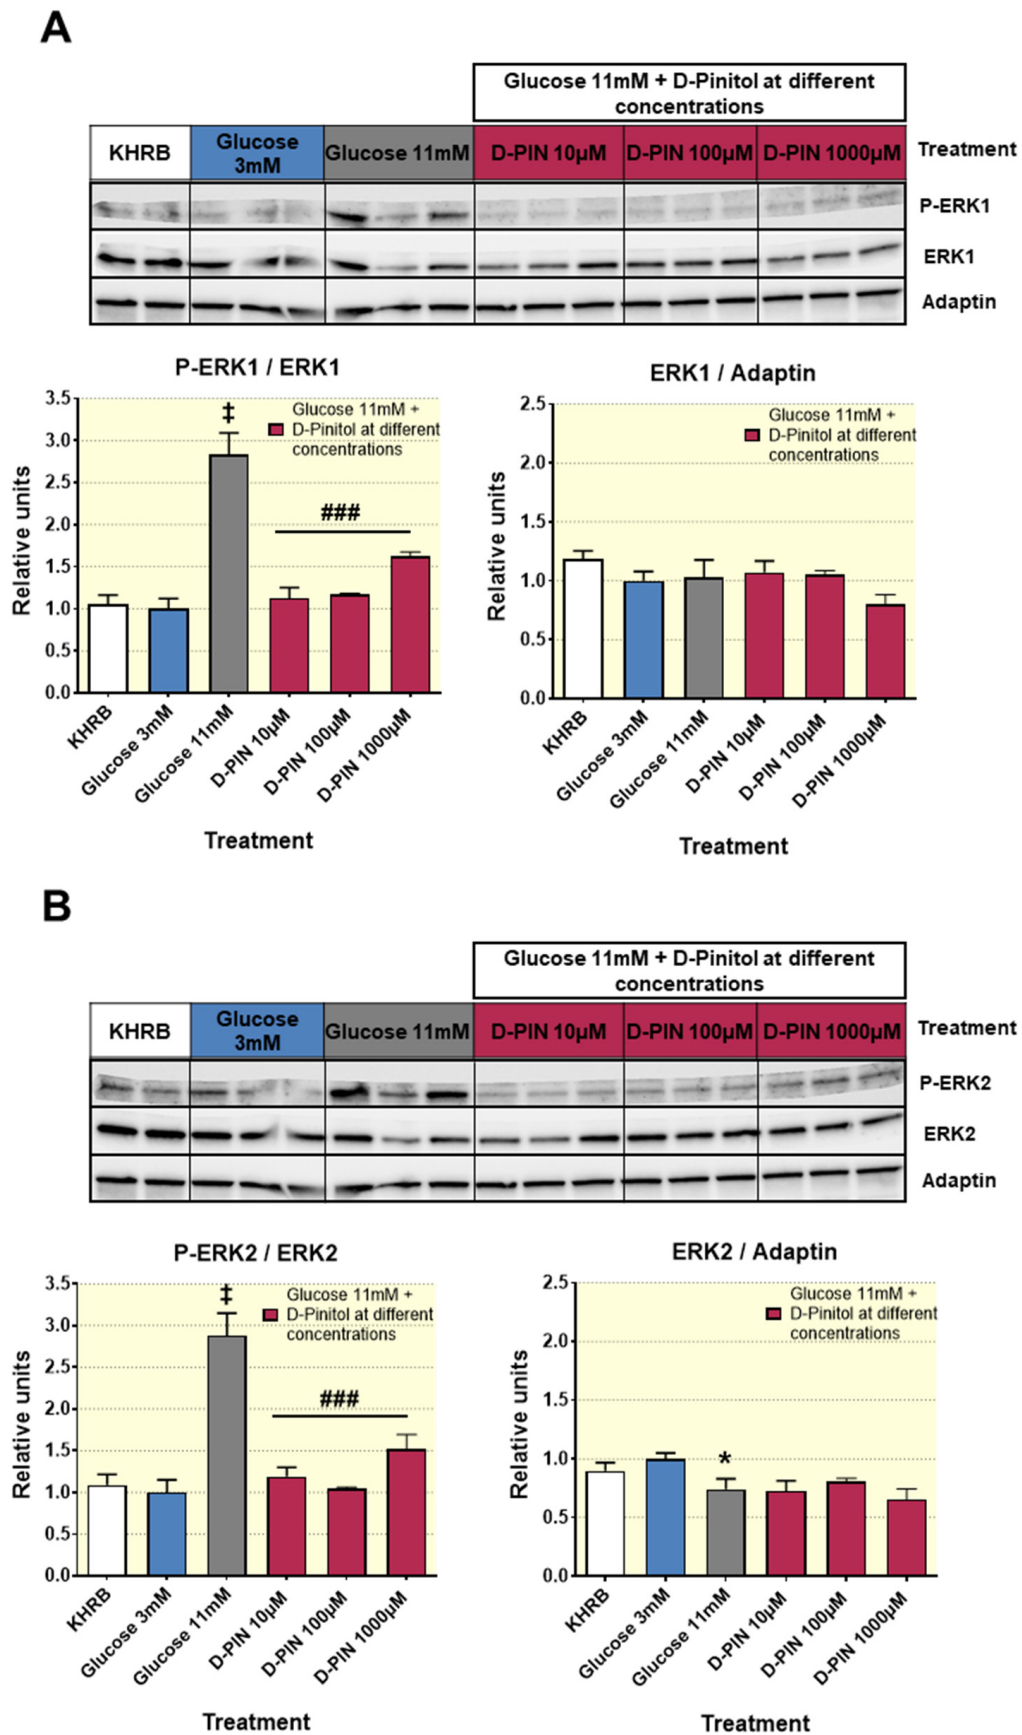 A
Glucose 11mM + D-Pinitol at different
concentrations
KHRB
Glucose
3mM
Glucose 11mM
D-PIN 10µM
D-PIN 100µM
D-PIN 1000µM
Treatment
P-ERK1
ERK1
Adaptin
P-ERK1 / ERK1
Relative units
3.5
3.0
2.5
2.0
1.5
1.0
0.5
0.0
‡
Glucose 11mM +
D-Pinitol at different
concentrations
###
KHRB
Glucose 3mM
Glucose 11mM
D-PIN 10µM
D-PIN 100µM
D-PIN 1000µM
Treatment
ERK1 / Adaptin
Relative units
2.5
2.0
1.5
1.0
0.5
0.0
Glucose 11mM +
D-Pinitol at different
concentrations
KHRB
Glucose 3mM
Glucose 11mM
D-PIN 10µM
D-PIN 100µM
D-PIN 1000µM
Treatment
B
Glucose 11mM + D-Pinitol at different
concentrations
KHRB
Glucose
3mM
Glucose 11mM
D-PIN 10µM
D-PIN 100µM
D-PIN 1000µM
Treatment
P-ERK2
ERK2
Adaptin
P-ERK2 / ERK2
Relative units
3.5
3.0
2.5
2.0
1.5
1.0
0.5
0.0
‡
Glucose 11mM +
D-Pinitol at different
concentrations
###
KHRB
Glucose 3mM
Glucose 11mM
D-PIN 10µM
D-PIN 100µM
D-PIN 1000µM
Treatment
ERK2 / Adaptin
Relative units
2.5
2.0
1.5
1.0
0.5
0.0
Glucose 11mM +
D-Pinitol at different
concentrations
*
KHRB
Glucose 3mM
Glucose 11mM
D-PIN 10µM
D-PIN 100µM
D-PIN 1000µM
Treatment